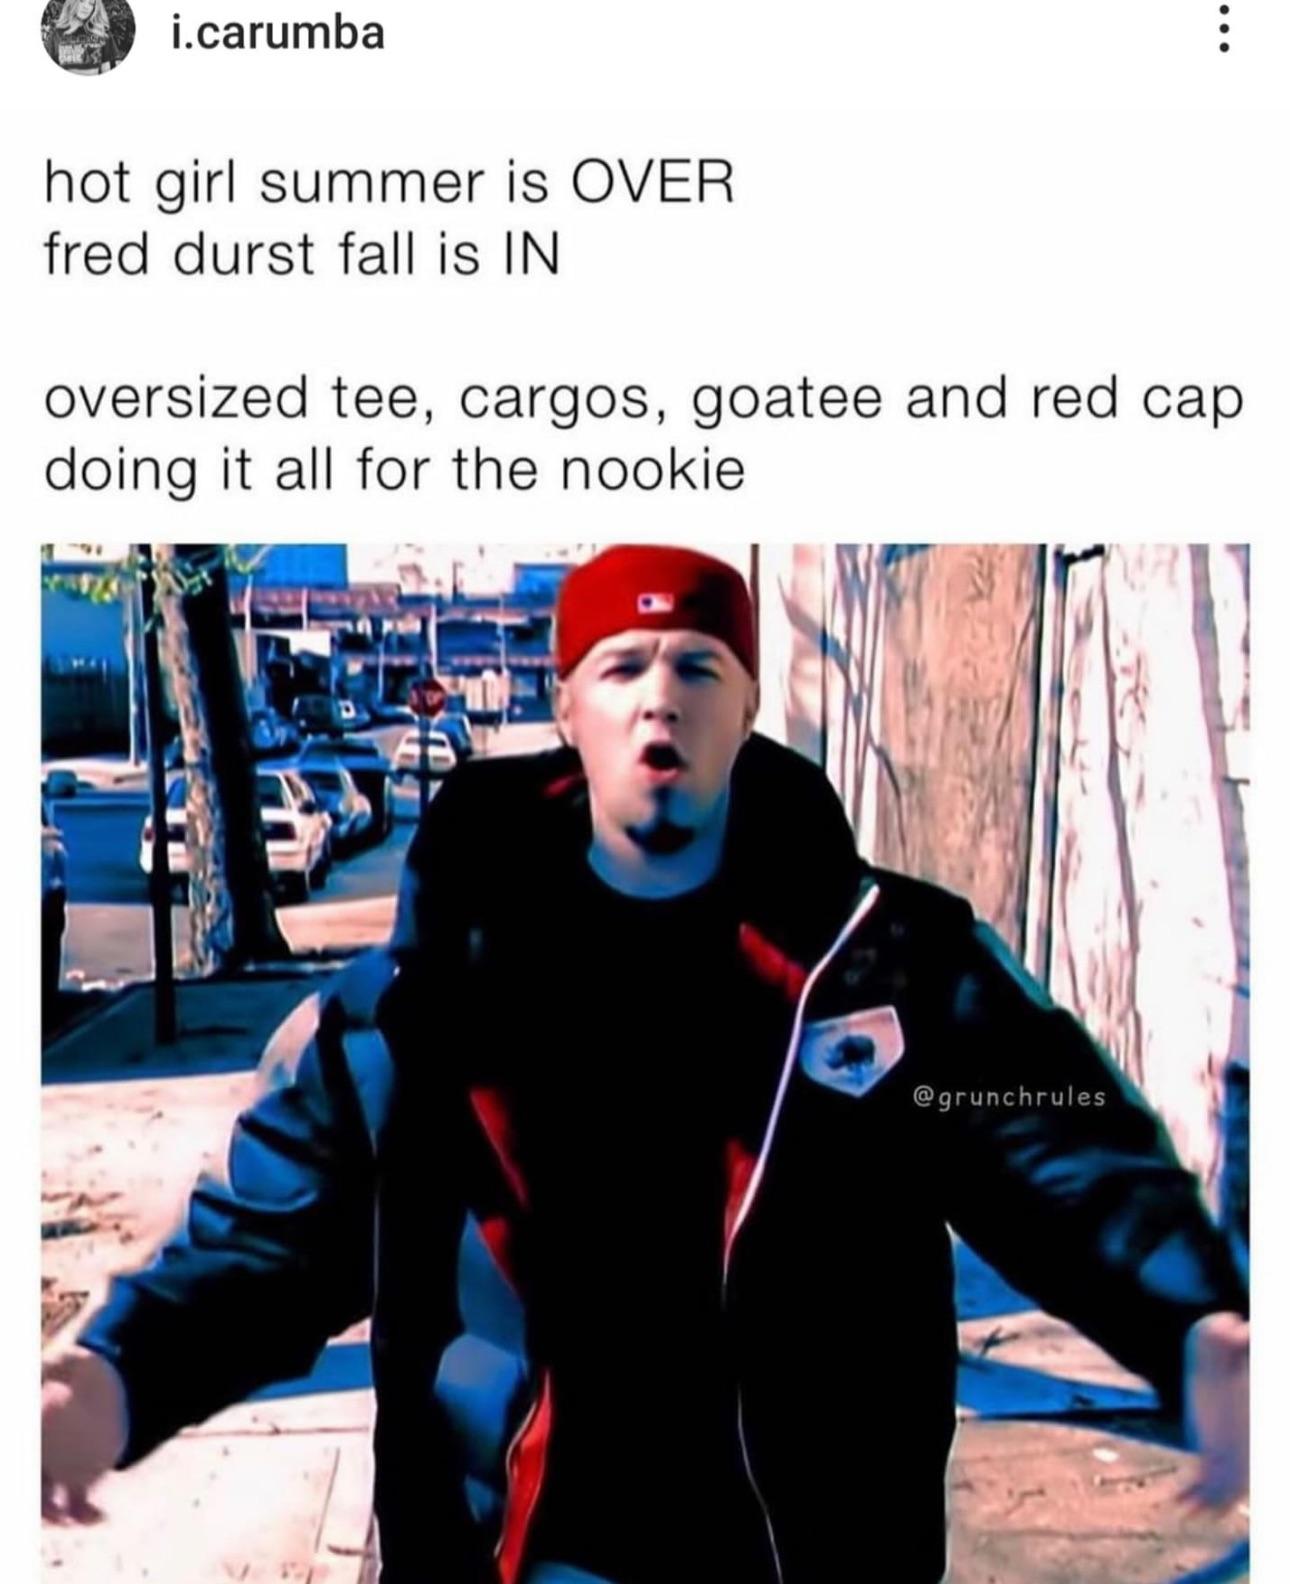 i.carumba
hot girl summer is OVER
fred durst fall is IN
oversized tee, cargos, goatee and red cap
doing it all for the nookie
@grunchrules